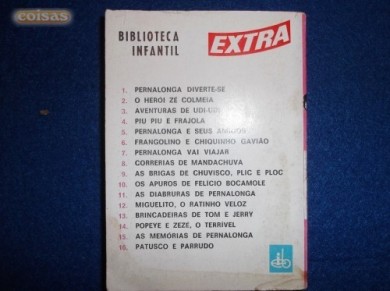 coisas
BIBLIOTECA
INFANTIL
EXTRA
1. PERNALONGA DIVERTE-SE
2. O HERÓI ZÉ COLMEIA
3. AVENTURAS DE UDI-
4. PIU PIU E FRAJOLA
5. PERNALONGA E SEUS
6. FRANGOLINO E CHIQUINHO GAVIÃO
7. PERNALONGA VAI VIAJAR
8. CORRERIAS DE MANDACHUVA
9. AS BRIGAS DE CHUVISCO, PLIC E PLOC
10. OS APUROS DE FELÍCIO BOCAMOLE
11. AS DIABRURAS DE PERNALONGA
12. MIGUELITO, O RATINHO VELOZ
13. BRINCADEIRAS DE TOM E JERRY
14. POPEYE E ZEZÉ, O TERRÍVEL
15. AS MEMÓRIAS DE PERNALONGA
16. PATUSCO E PARRUDO